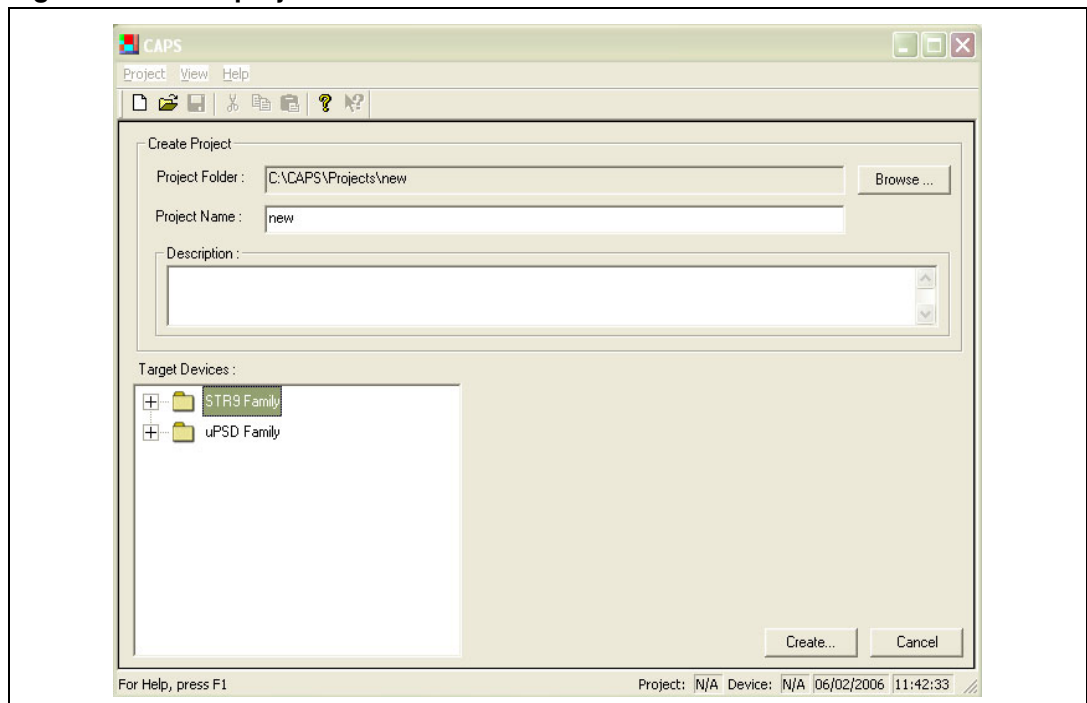 CAPS
Project View Help
Create Project
Project Folder : C:\CAPS\Projects\new Browse ...
Project Name : new
Description :
Target Devices :
STR9 Family
uPSD Family
Create... Cancel
For Help, press F1 Project: N/A Device: N/A 06/02/2006 11:42:33